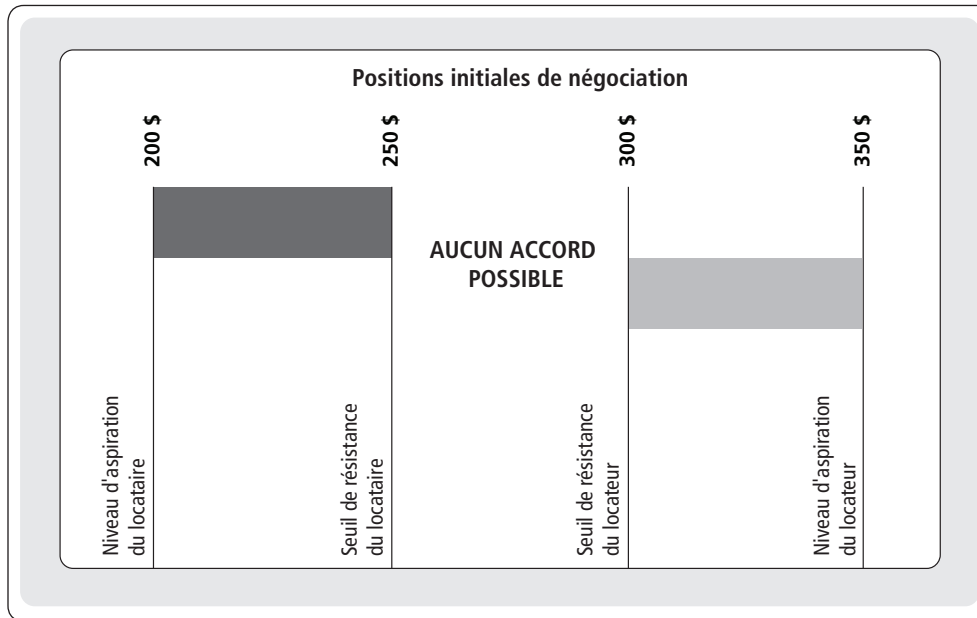 Positions initiales de négociation
200 $
250 $
300 $
350 $
AUCUN ACCORD
POSSIBLE
Niveau d'aspiration
du locataire
Seuil de résistance
du locataire
Seuil de résistance
du locateur
Niveau d'aspiration
du locateur